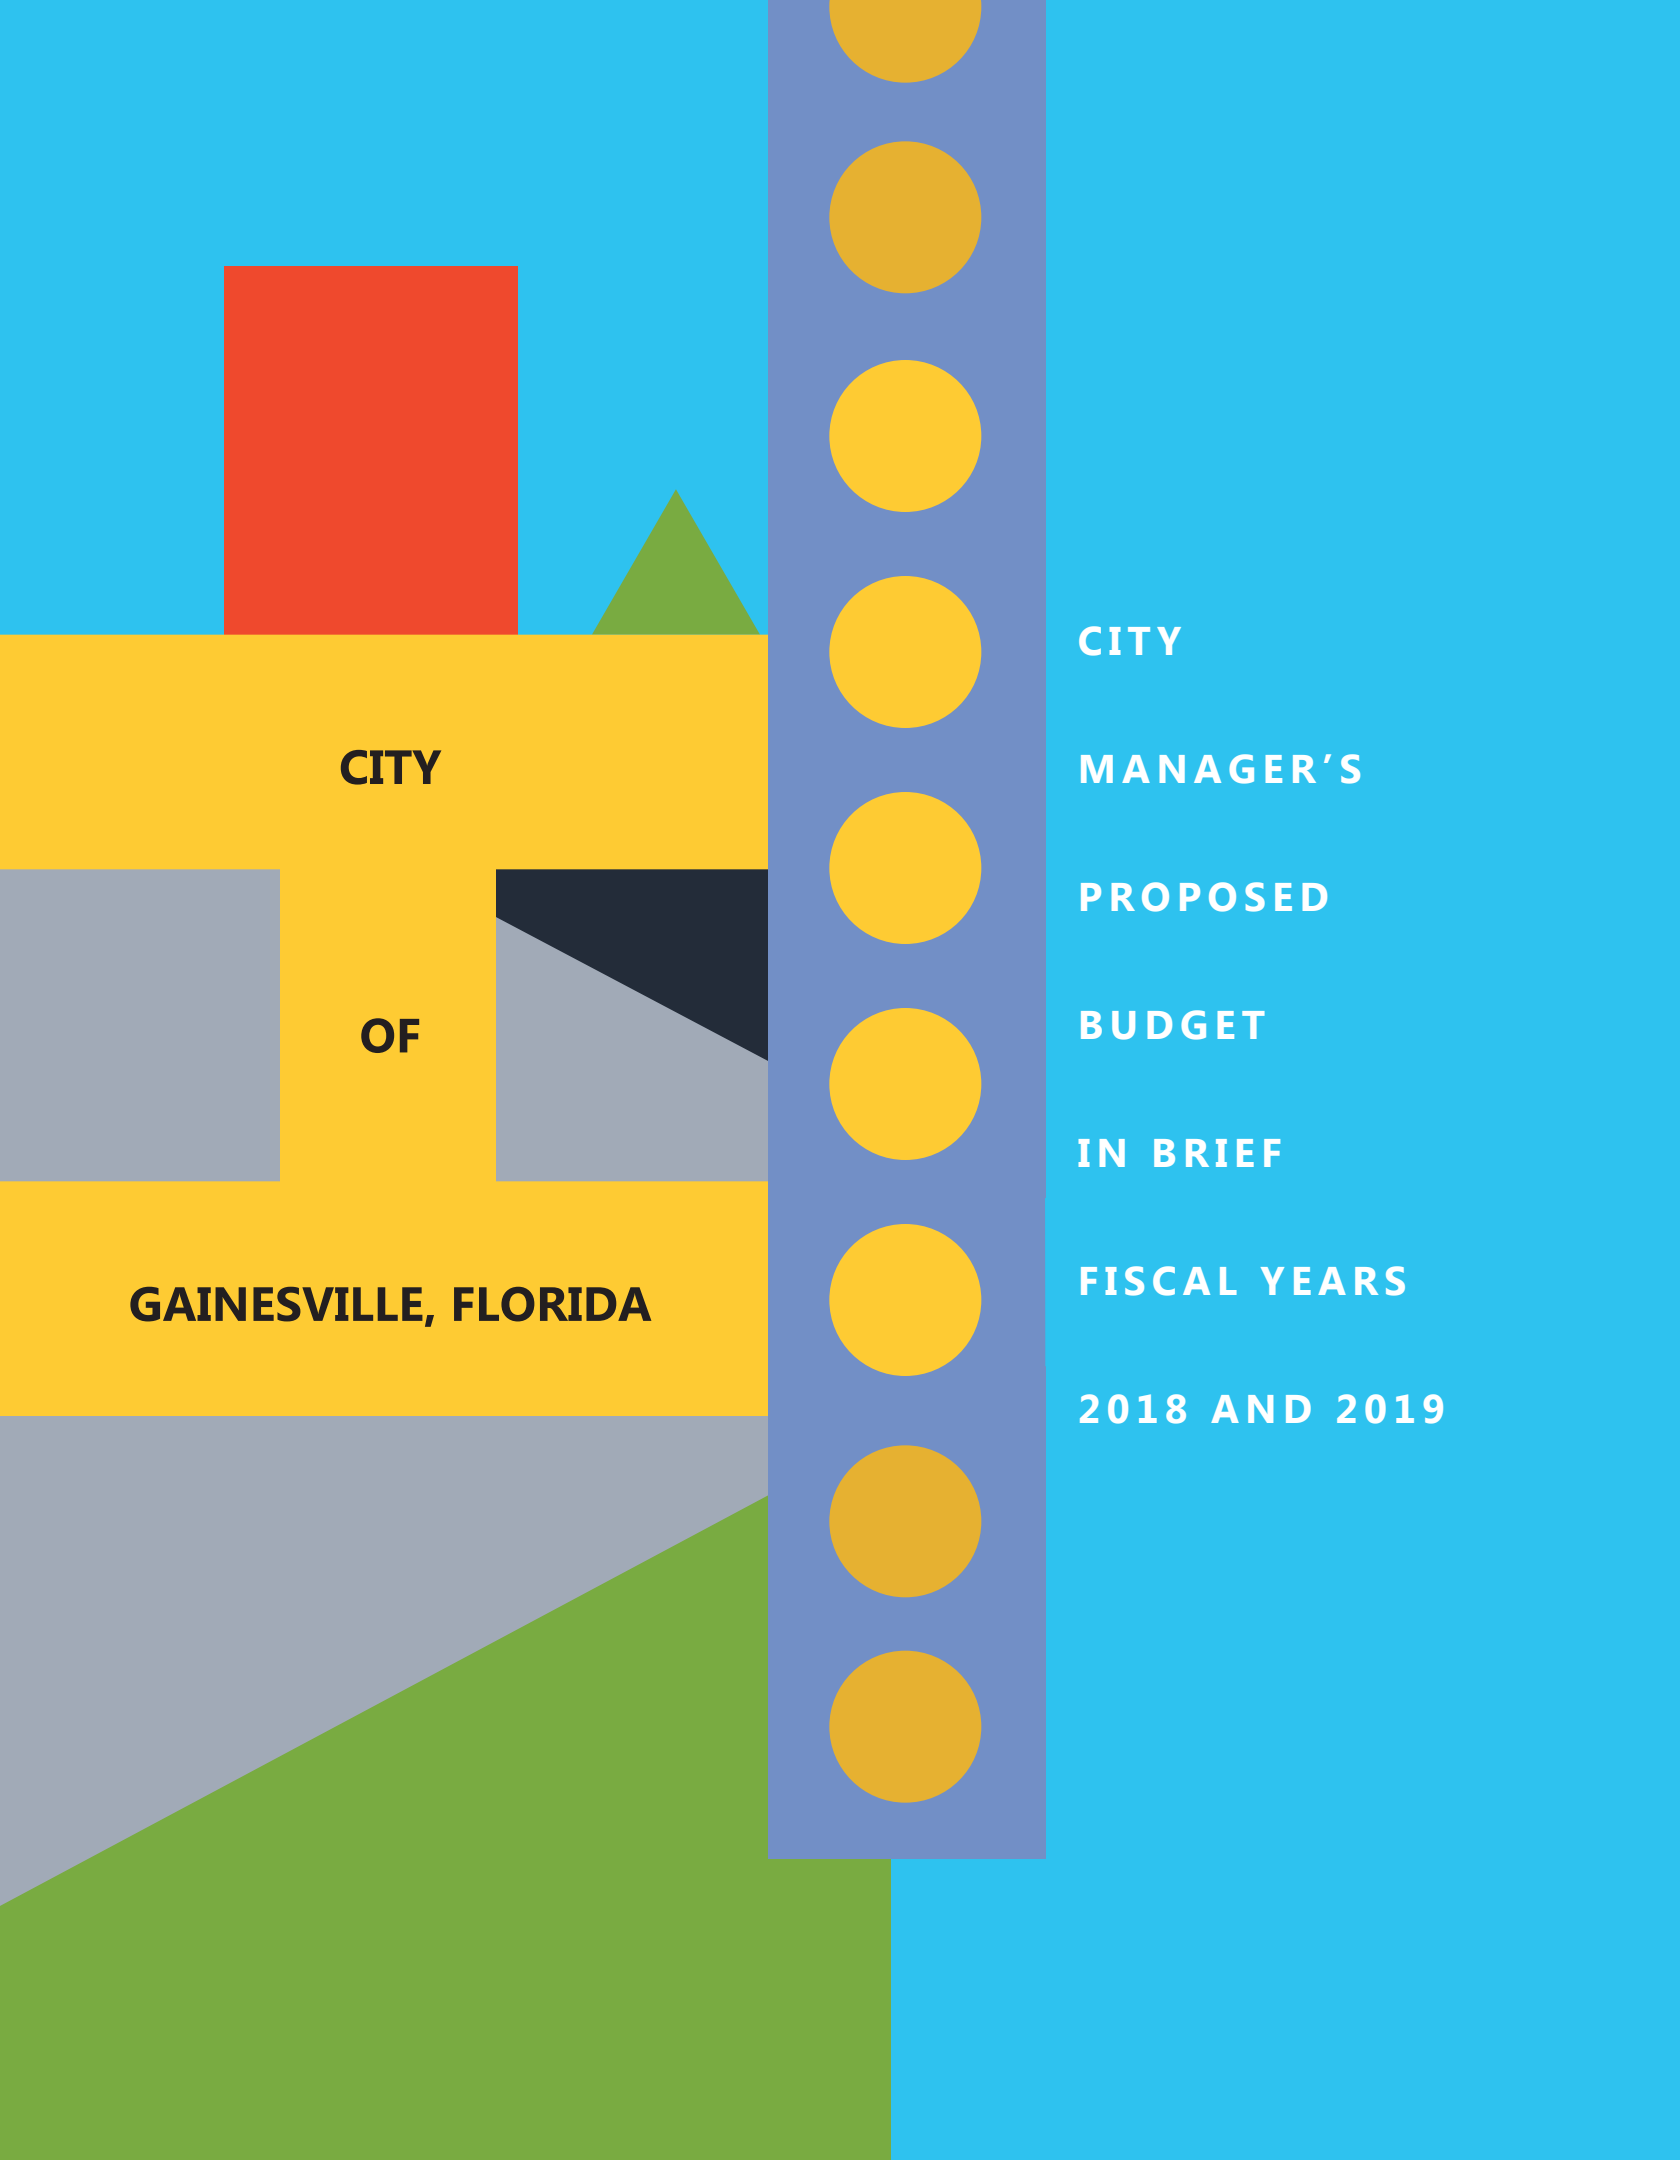 CITY
OF
GAINESVILLE, FLORIDA
CITY
MANAGER’S
PROPOSED
BUDGET
IN BRIEF
FISCAL YEARS
2018 AND 2019